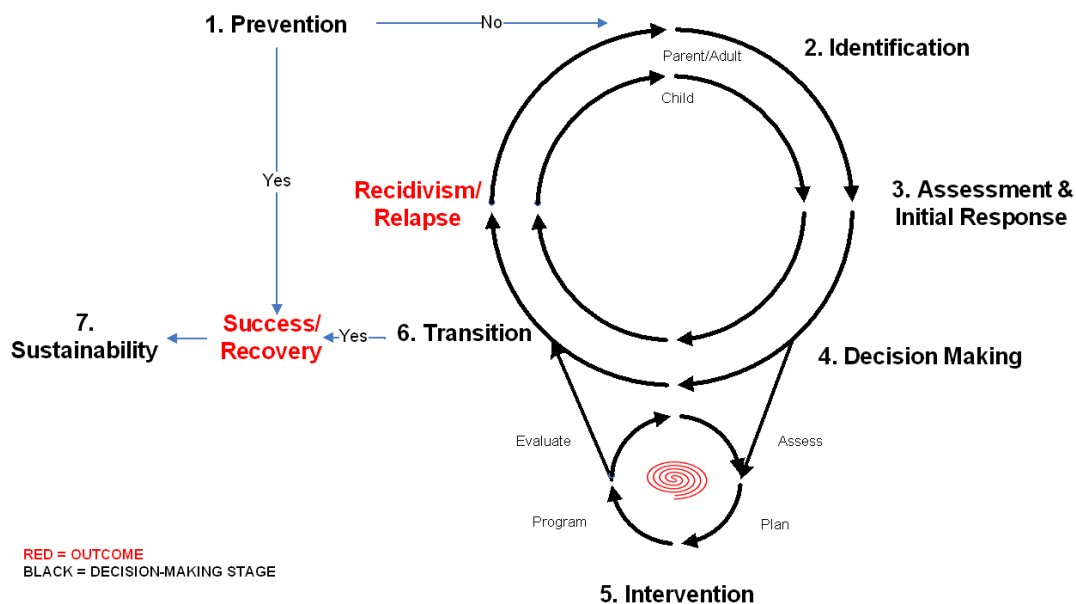 1. Prevention
No
2. Identification
Parent/Adult
Child
Yes
Recidivism/
Relapse
3. Assessment &
Initial Response
7.
Sustainability
Success/
Recovery
Yes
6. Transition
4. Decision Making
Evaluate
Assess
Program
Plan
RED = OUTCOME
BLACK = DECISION-MAKING STAGE
5. Intervention